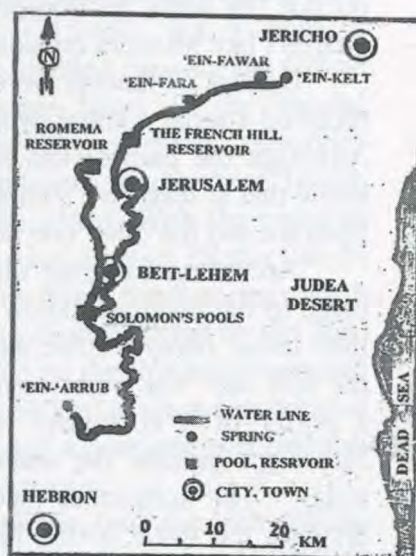 JERICHO
N
'EIN-FAWAR
'EIN-KELT
'EIN-FARA
ROMEMA
RESERVOIR
THE FRENCH HILL
RESERVOIR
JERUSALEM
BEIT-LEHEM
JUDEA
DESERT
SOLOMON'S POOLS
DEAD SEA
'EIN-'ARRUB
WATER LINE
SPRING
POOL, RESRVOIR
CITY, TOWN
HEBRON
0 10 20
KM